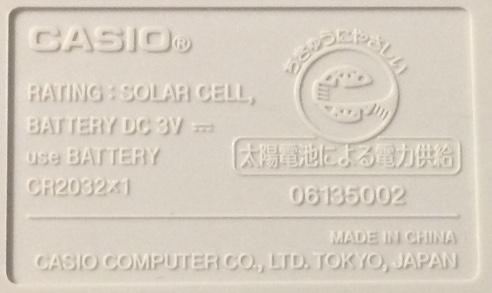 CASIO®
RATING : SOLAR CELL,
BATTERY DC 3V ⎓
use BATTERY
CR2032×1
ちきゅうにやさしい
太陽電池による電力供給
06135002
MADE IN CHINA
CASIO COMPUTER CO., LTD. TOKYO, JAPAN